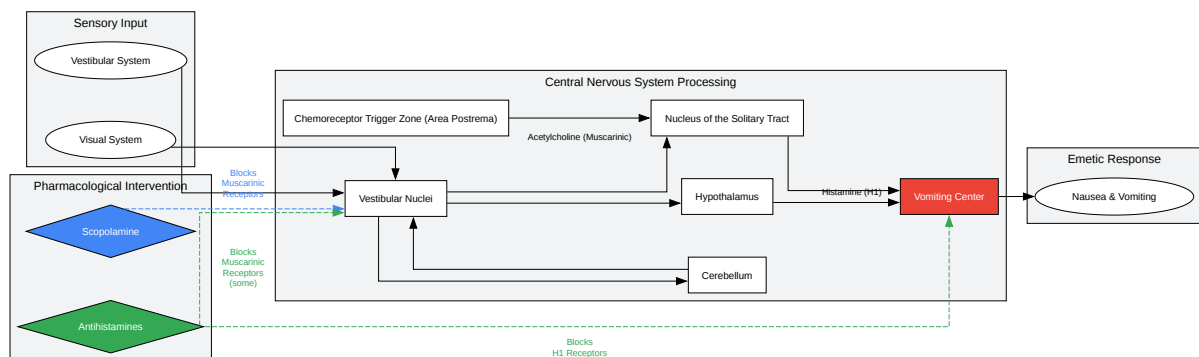 Sensory Input
Vestibular System
Visual System
Central Nervous System Processing
Chemoreceptor Trigger Zone (Area Postrema)
Acetylcholine (Muscarinic)
Nucleus of the Solitary Tract
Vestibular Nuclei
Hypothalamus
Histamine (H1)
Vomiting Center
Cerebellum
Emetic Response
Nausea & Vomiting
Pharmacological Intervention
Scopolamine
Antihistamines
Blocks
Muscarinic
Receptors
Blocks
Muscarinic
Receptors
(some)
Blocks
H1 Receptors